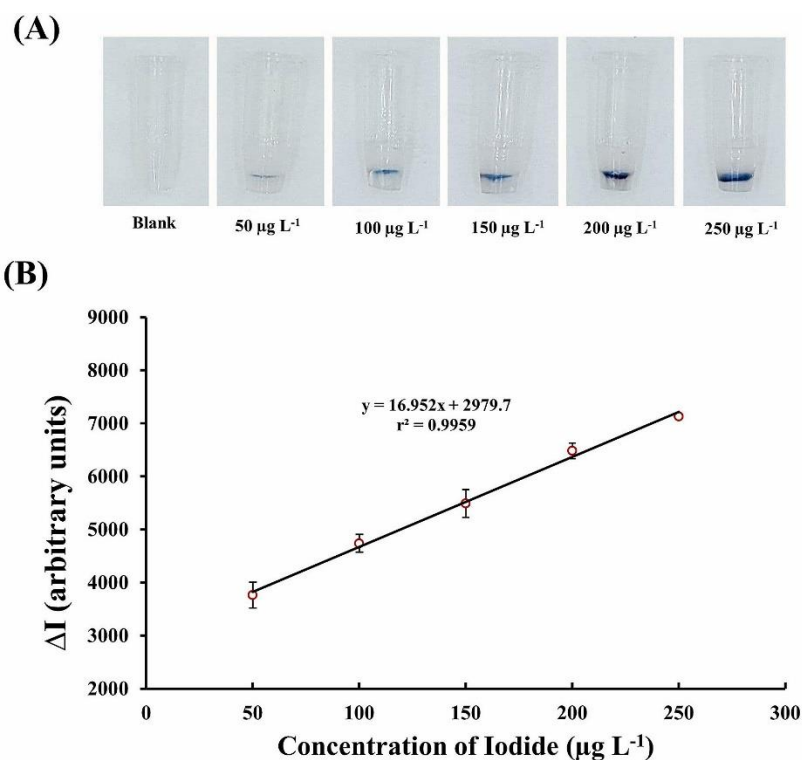 (A)
Blank
50 µg L⁻¹
100 µg L⁻¹
150 µg L⁻¹
200 µg L⁻¹
250 µg L⁻¹
(B)
9000
8000
7000
6000
5000
4000
3000
2000
y = 16.952x + 2979.7
r² = 0.9959
ΔI (arbitrary units)
0 50 100 150 200 250 300
Concentration of Iodide (µg L⁻¹)